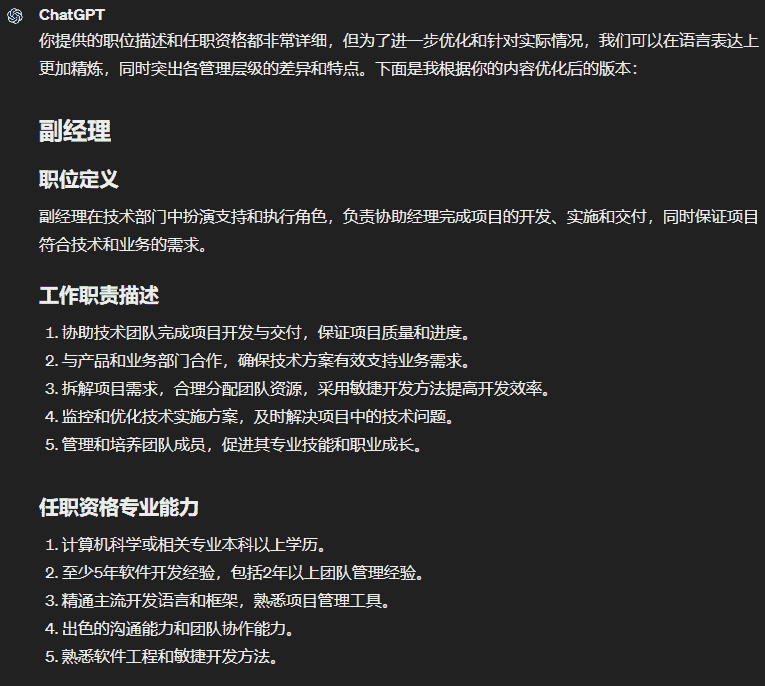 ChatGPT
你提供的职位描述和任职资格都非常详细，但为了进一步优化和针对实际情况，我们可以在语言表达上
更加精炼，同时突出各管理层级的差异和特点。下面是我根据你的内容优化后的版本：
副经理
职位定义
副经理在技术部门中扮演支持和执行角色，负责协助经理完成项目的开发、实施和交付，同时保证项目
符合技术和业务的需求。
工作职责描述
1. 协助技术团队完成项目开发与交付，保证项目质量和进度。
2. 与产品和业务部门合作，确保技术方案有效支持业务需求。
3. 拆解项目需求，合理分配团队资源，采用敏捷开发方法提高开发效率。
4. 监控和优化技术实施方案，及时解决项目中的技术问题。
5. 管理和培养团队成员，促进其专业技能和职业成长。
任职资格专业能力
1. 计算机科学或相关专业本科以上学历。
2. 至少5年软件开发经验，包括2年以上团队管理经验。
3. 精通主流开发语言和框架，熟悉项目管理工具。
4. 出色的沟通能力和团队协作能力。
5. 熟悉软件工程和敏捷开发方法。